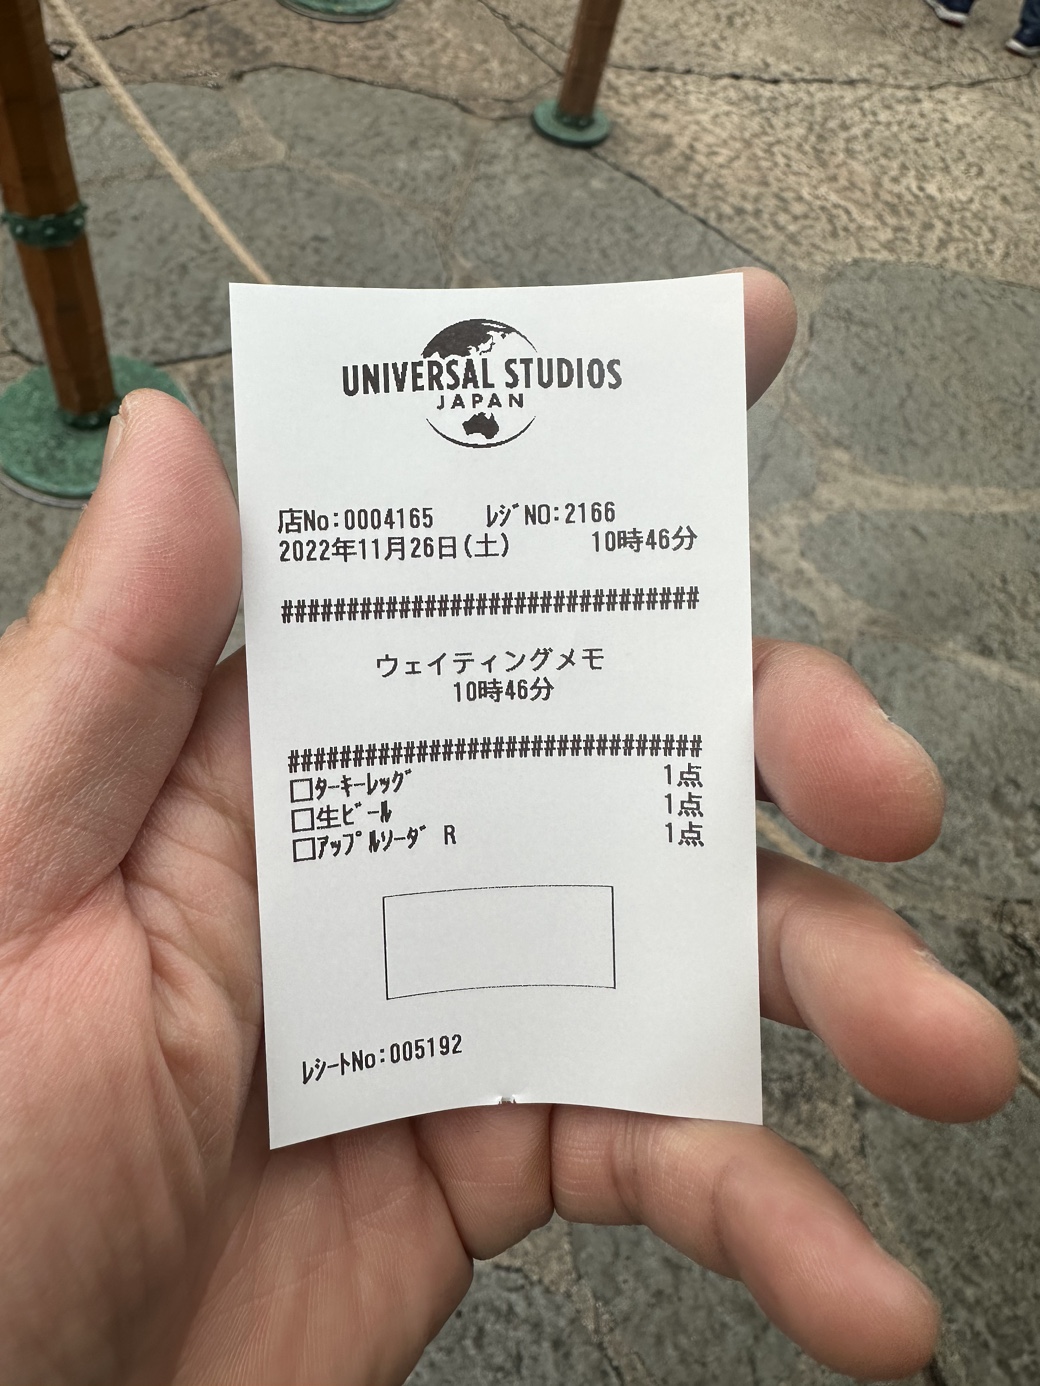 UNIVERSAL STUDIOS
JAPAN
店No:0004165 ﾚｼﾞNO:2166
2022年11月26日(土) 10時46分
################################
ウェイティングメモ
10時46分
################################
□ﾀｰｷｰﾚｯｸﾞ 1点
□生ﾋﾞｰﾙ 1点
□ｱｯﾌﾟﾙｿｰﾀﾞ R 1点
ﾚｼｰﾄNo:005192